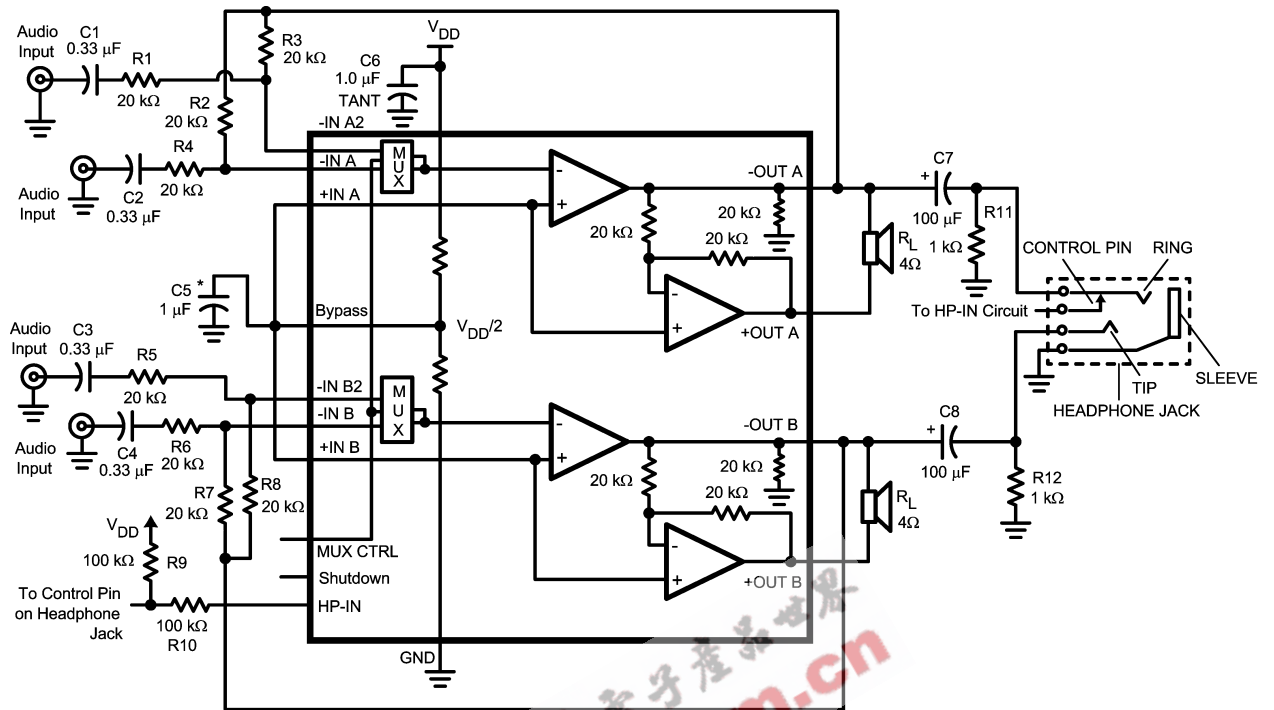 Audio
Input
C1
0.33 µF
R1
20 kΩ
R3
20 kΩ
R2
20 kΩ
VDD
C6
1.0 µF
TANT
Audio
Input
C2
0.33 µF
R4
20 kΩ
-IN A2
-IN A
+IN A
MUX
-
+
20 kΩ
20 kΩ
20 kΩ
-
+
-OUT A
+OUT A
RL
4Ω
C7
+
100 µF
R11
1 kΩ
CONTROL PIN
RING
To HP-IN Circuit
TIP
SLEEVE
HEADPHONE JACK
C5
*
1 µF
Bypass
VDD/2
Audio
Input
C3
0.33 µF
R5
20 kΩ
Audio
Input
C4
0.33 µF
R6
20 kΩ
R7
20 kΩ
R8
20 kΩ
-IN B2
-IN B
+IN B
MUX
-
+
20 kΩ
20 kΩ
20 kΩ
-
+
-OUT B
+OUT B
RL
4Ω
C8
+
100 µF
R12
1 kΩ
VDD
100 kΩ
R9
To Control Pin
on Headphone
Jack
100 kΩ
R10
MUX CTRL
Shutdown
HP-IN
GND
子產品世界
m.cn